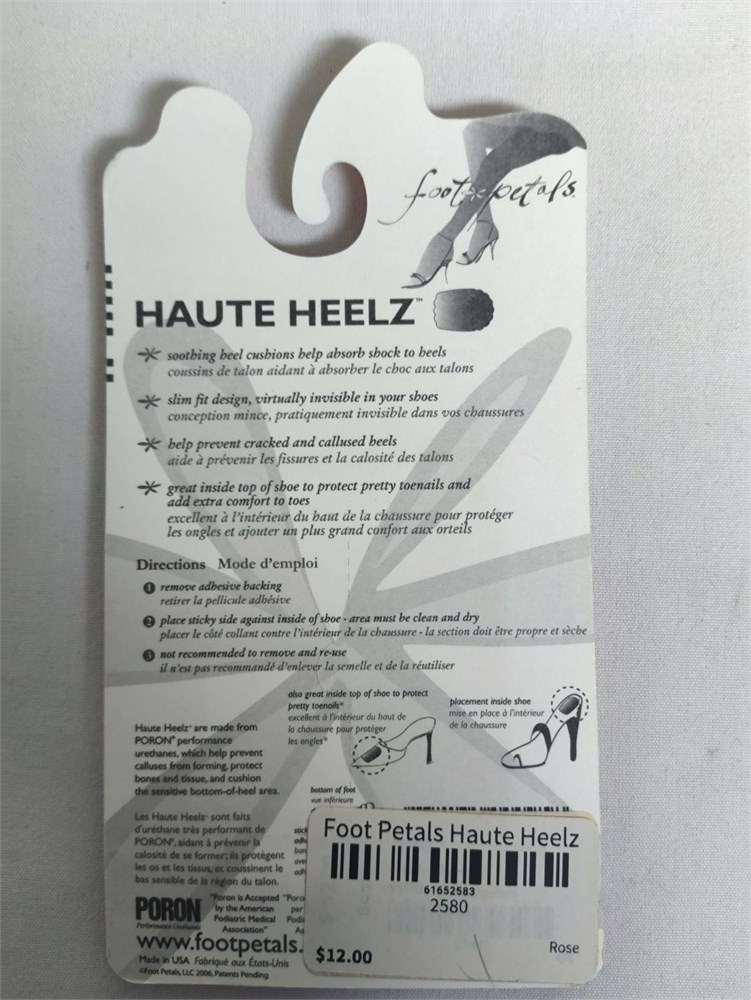 foot petals
HAUTE HEELZ™
soothing heel cushions help absorb shock to heels
coussins de talon aidant à absorber le choc aux talons
slim fit design, virtually invisible in your shoes
conception mince, pratiquement invisible dans vos chaussures
help prevent cracked and callused heels
aide à prévenir les fissures et la calosité des talons
great inside top of shoe to protect pretty toenails and
add extra comfort to toes
excellent à l'intérieur du haut de la chaussure pour protéger
les ongles et ajouter un plus grand confort aux orteils
Directions Mode d'emploi
1 remove adhesive backing
retirer la pellicule adhésive
2 place sticky side against inside of shoe - area must be clean and dry
placer le côté collant contre l'intérieur de la chaussure - la section doit être propre et sèche
3 not recommended to remove and re-use
il n'est pas recommandé d'enlever la semelle et de la réutiliser
also great inside top of shoe to protect
pretty toenails*
excellent à l'intérieur du haut de
la chaussure pour protéger
les ongles*
placement inside shoe
mise en place à l'intérieur
de la chaussure
bottom of foot
vue inférieure
Haute Heelz™ are made from
PORON® performance
urethanes, which help prevent
calluses from forming, protect
bones and tissue, and cushion
the sensitive bottom-of-heel area.
Les Haute Heelz™ sont faits
d'uréthane très performant de
PORON®, aidant à prévenir la
calosité de se former; ils protègent
les os et les tissus, et coussinent le
bas sensible de la région du talon.
PORON
Performance Urethanes
"Poron is Accepted
by the American
Podiatric Medical
Association"
www.footpetals.
Made in USA Fabriqué aux États-Unis
©Foot Petals, LLC 2006, Patents Pending
Foot Petals Haute Heelz
61652583
2580
$12.00
Rose